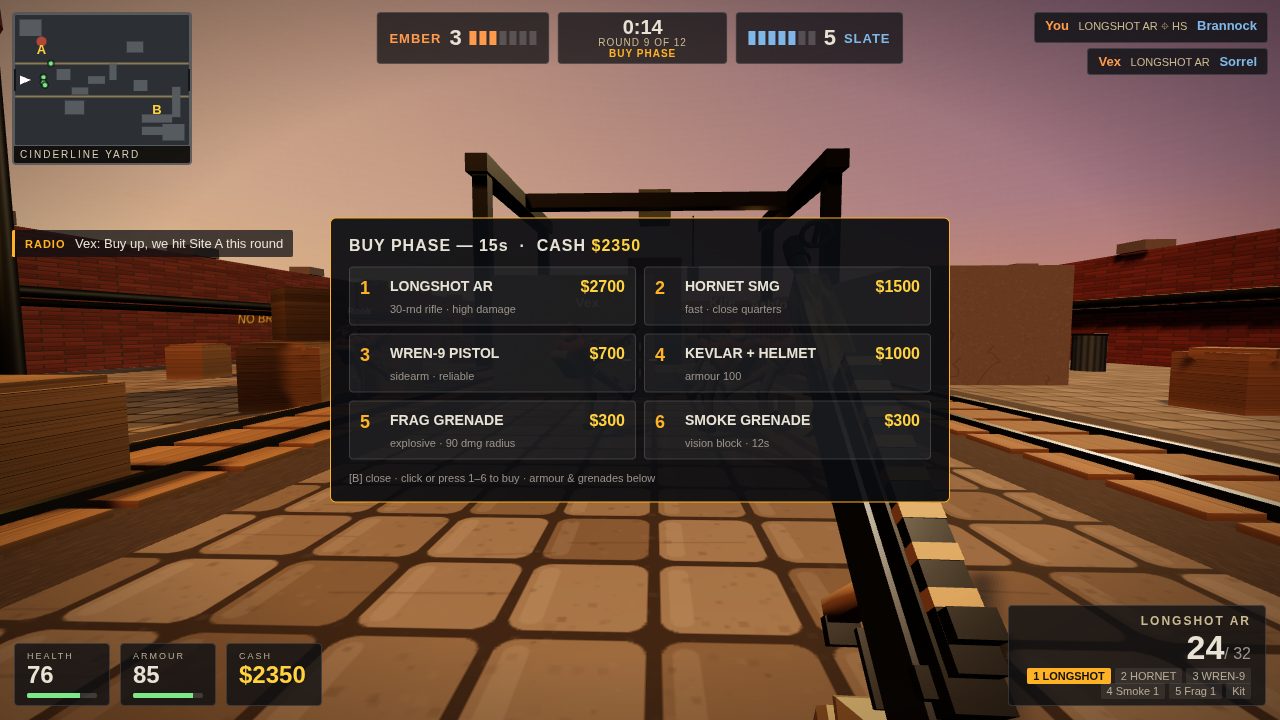 A
B
CINDERLINE YARD
EMBER 3
0:14
ROUND 9 OF 12
BUY PHASE
5 SLATE
You LONGSHOT AR ⌖ HS Brannock
Vex LONGSHOT AR Sorrel
RADIO Vex: Buy up, we hit Site A this round
NO BR
BUY PHASE — 15s · CASH $2350
1 LONGSHOT AR $2700
30-rnd rifle · high damage
2 HORNET SMG $1500
fast · close quarters
3 WREN-9 PISTOL $700
sidearm · reliable
4 KEVLAR + HELMET $1000
armour 100
5 FRAG GRENADE $300
explosive · 90 dmg radius
6 SMOKE GRENADE $300
vision block · 12s
[B] close · click or press 1–6 to buy · armour & grenades below
Vex
HEALTH
76
ARMOUR
85
CASH
$2350
LONGSHOT AR
24 / 32
1 LONGSHOT 2 HORNET 3 WREN-9
4 Smoke 1 5 Frag 1 Kit